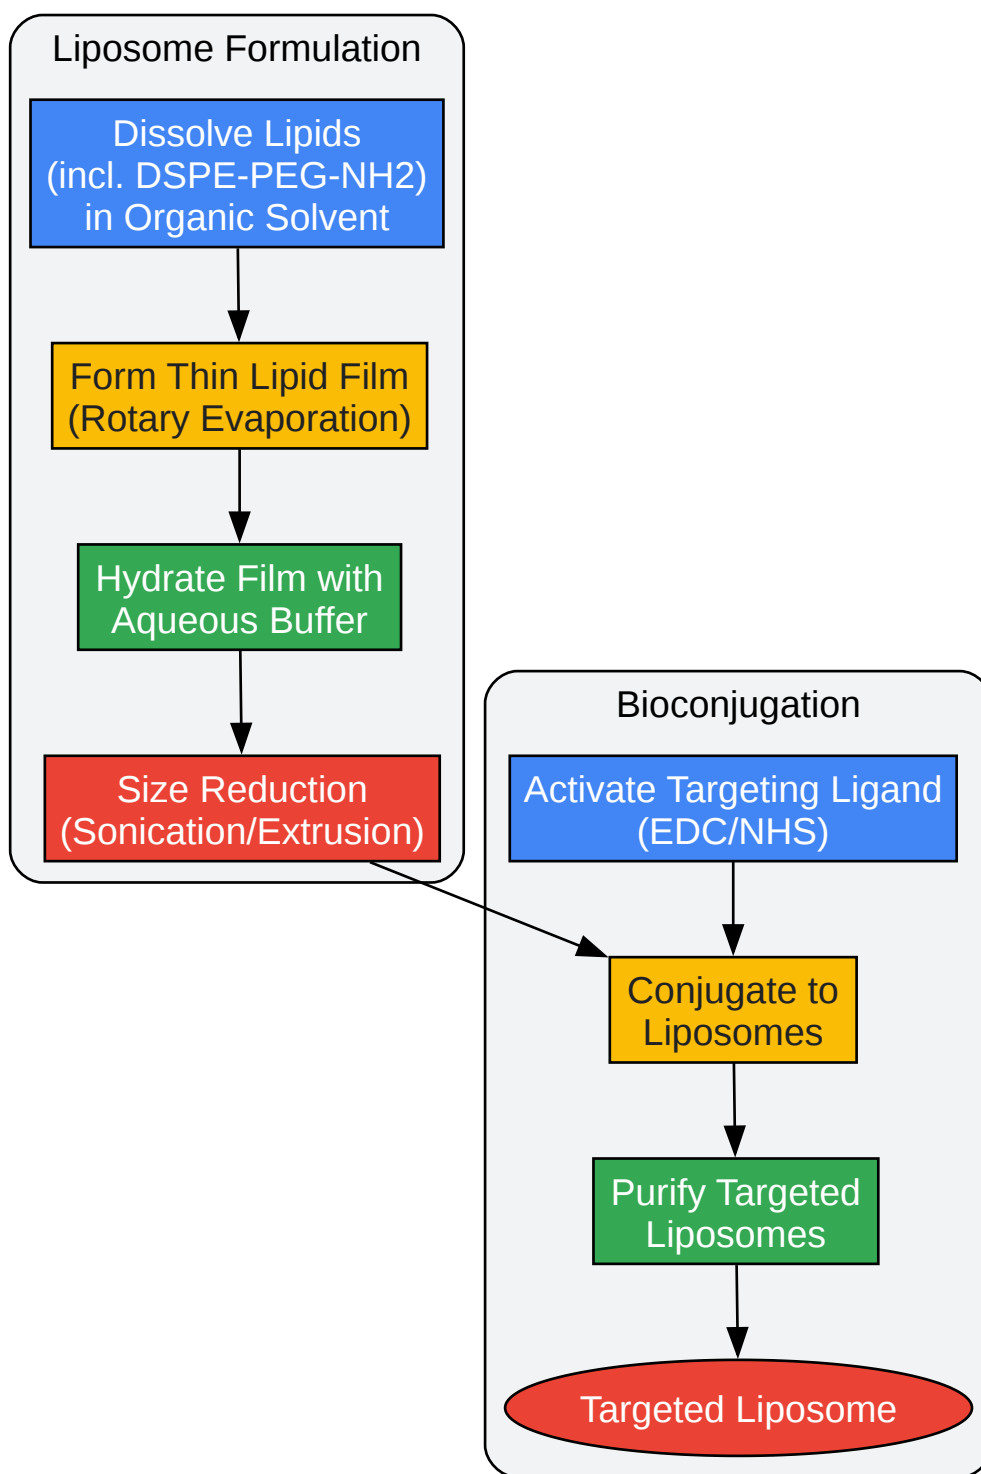 Liposome Formulation
Dissolve Lipids
(incl. DSPE-PEG-NH2)
in Organic Solvent
Form Thin Lipid Film
(Rotary Evaporation)
Hydrate Film with
Aqueous Buffer
Size Reduction
(Sonication/Extrusion)
Bioconjugation
Activate Targeting Ligand
(EDC/NHS)
Conjugate to
Liposomes
Purify Targeted
Liposomes
Targeted Liposome